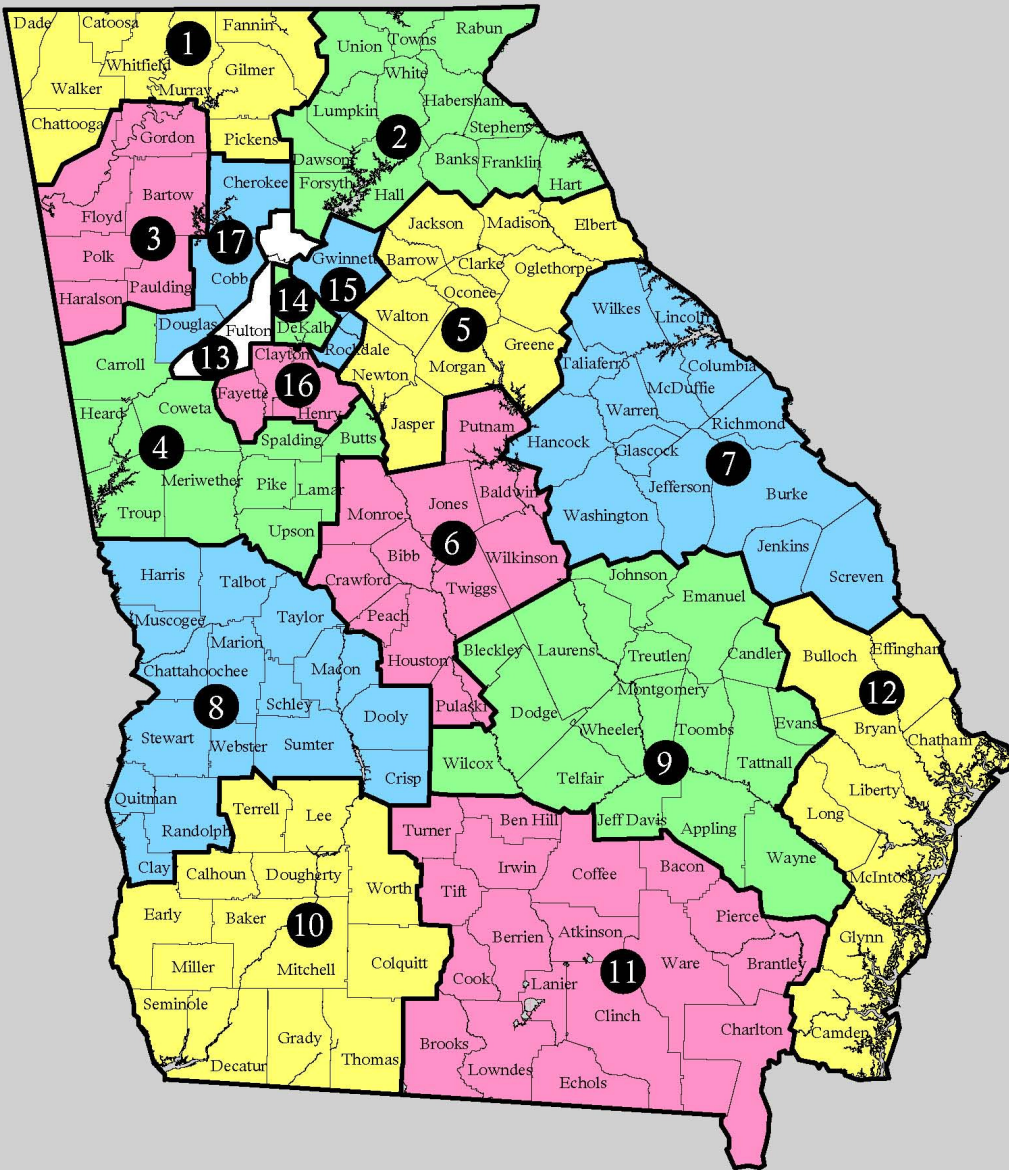 Dade
Catoosa
Fannin
1
Whitfield
Gilmer
Walker
Murray
Chattooga
Pickens
Union
Towns
Rabun
White
Lumpkin
Habersham
Stephens
2
Dawson
Banks
Franklin
Forsyth
Hall
Hart
Gordon
Bartow
Floyd
3
Polk
Paulding
Haralson
Cherokee
17
Cobb
Douglas
Gwinnett
15
Rockdale
14
DeKalb
Fulton
13
Clayton
16
Fayette
Henry
Jackson
Madison
Elbert
Barrow
Clarke
Oglethorpe
Oconee
Walton
5
Greene
Morgan
Newton
Jasper
Carroll
Heard
Coweta
Spalding
Butts
4
Meriwether
Pike
Lamar
Troup
Upson
Putnam
Jones
Baldwin
Monroe
6
Bibb
Wilkinson
Crawford
Twiggs
Peach
Houston
Pulaski
Wilkes
Lincoln
Taliaferro
Columbia
McDuffie
Warren
Richmond
Hancock
Glascock
7
Jefferson
Burke
Washington
Jenkins
Screven
Harris
Talbot
Muscogee
Taylor
Marion
Chattahoochee
Macon
8
Schley
Dooly
Stewart
Webster
Sumter
Crisp
Quitman
Randolph
Clay
Johnson
Emanuel
Bleckley
Laurens
Treutlen
Candler
Montgomery
Dodge
Wheeler
Toombs
Evans
Wilcox
Telfair
9
Tattnall
Jeff Davis
Appling
Wayne
Bulloch
Effingham
12
Bryan
Chatham
Liberty
Long
McIntosh
Glynn
Camden
Terrell
Lee
Calhoun
Dougherty
Worth
Early
Baker
10
Miller
Mitchell
Colquitt
Seminole
Grady
Decatur
Thomas
Turner
Ben Hill
Irwin
Coffee
Bacon
Tift
Pierce
Berrien
Atkinson
Ware
Brantley
Cook
Lanier
11
Clinch
Charlton
Brooks
Lowndes
Echols